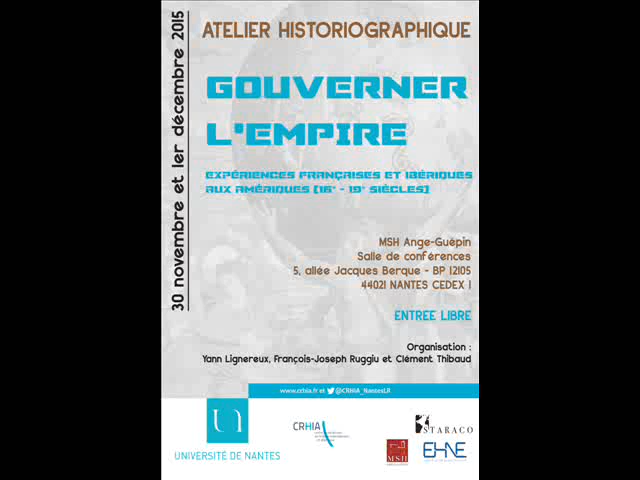 30 novembre et 1er décembre 2015
ATELIER HISTORIOGRAPHIQUE
GOUVERNER
L'EMPIRE
EXPÉRIENCES FRANÇAISES ET IBÉRIQUES
AUX AMÉRIQUES (16e - 19e SIÈCLES)
MSH Ange-Guépin
Salle de conférences
5, allée Jacques Berque - BP 12105
44021 NANTES CEDEX 1
ENTREE LIBRE
Organisation :
Yann Lignereux, François-Joseph Ruggiu et Clément Thibaud
www.crhia.fr et @CRHIA_NantesLR
UNIVERSITÉ DE NANTES
CRHIA
STARACO
MSH
EHNE